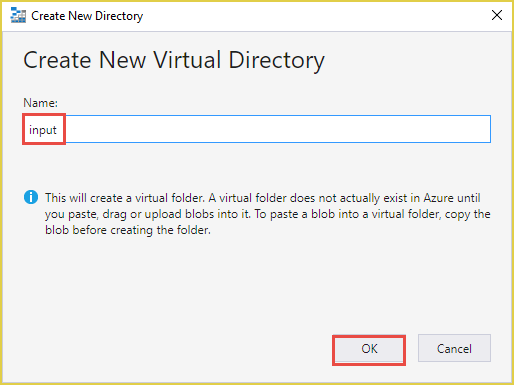 Create New Directory
Create New Virtual Directory
Name:
input
This will create a virtual folder. A virtual folder does not actually exist in Azure until
you paste, drag or upload blobs into it. To paste a blob into a virtual folder, copy the
blob before creating the folder.
OK
Cancel